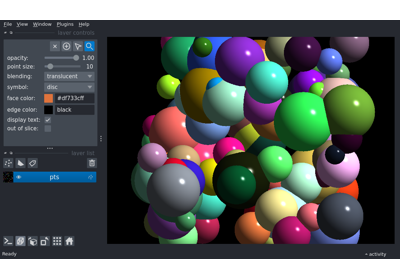 File View Window Plugins Help
layer controls
opacity: 1.00
point size: 10
blending: translucent
symbol: disc
face color: #df733cff
edge color: black
display text:
out of slice:
layer list
pts
Ready
activity